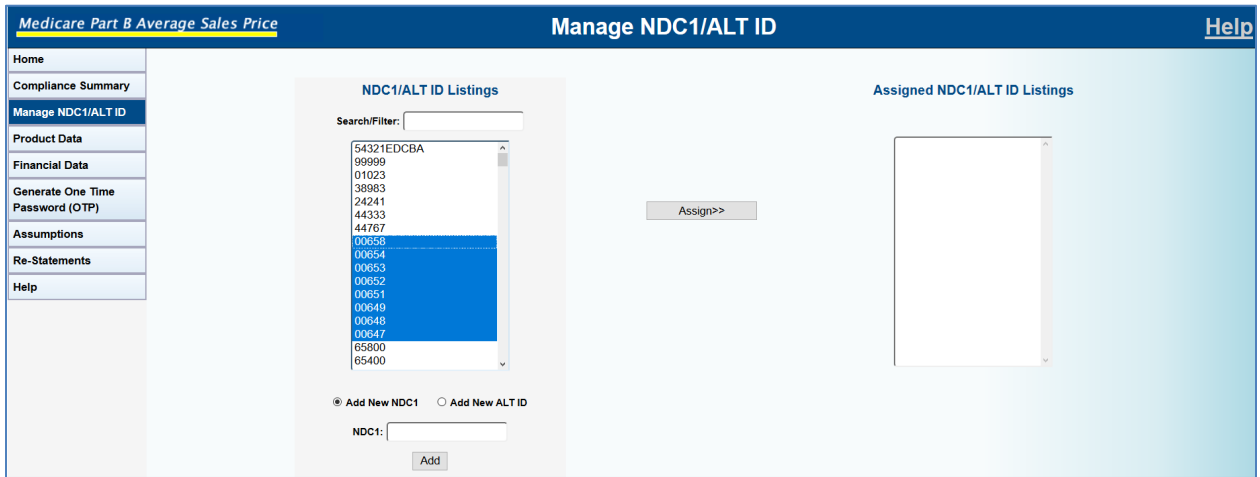 Medicare Part B Average Sales Price
Manage NDC1/ALT ID
Help
Home
Compliance Summary
Manage NDC1/ALT ID
Product Data
Financial Data
Generate One Time
Password (OTP)
Assumptions
Re-Statements
Help
NDC1/ALT ID Listings
Search/Filter:
54321EDCBA
99999
01023
38983
24241
44333
44767
00658
00654
00653
00652
00651
00649
00648
00647
65800
65400
Add New NDC1 Add New ALT ID
NDC1:
Add
Assign>>
Assigned NDC1/ALT ID Listings